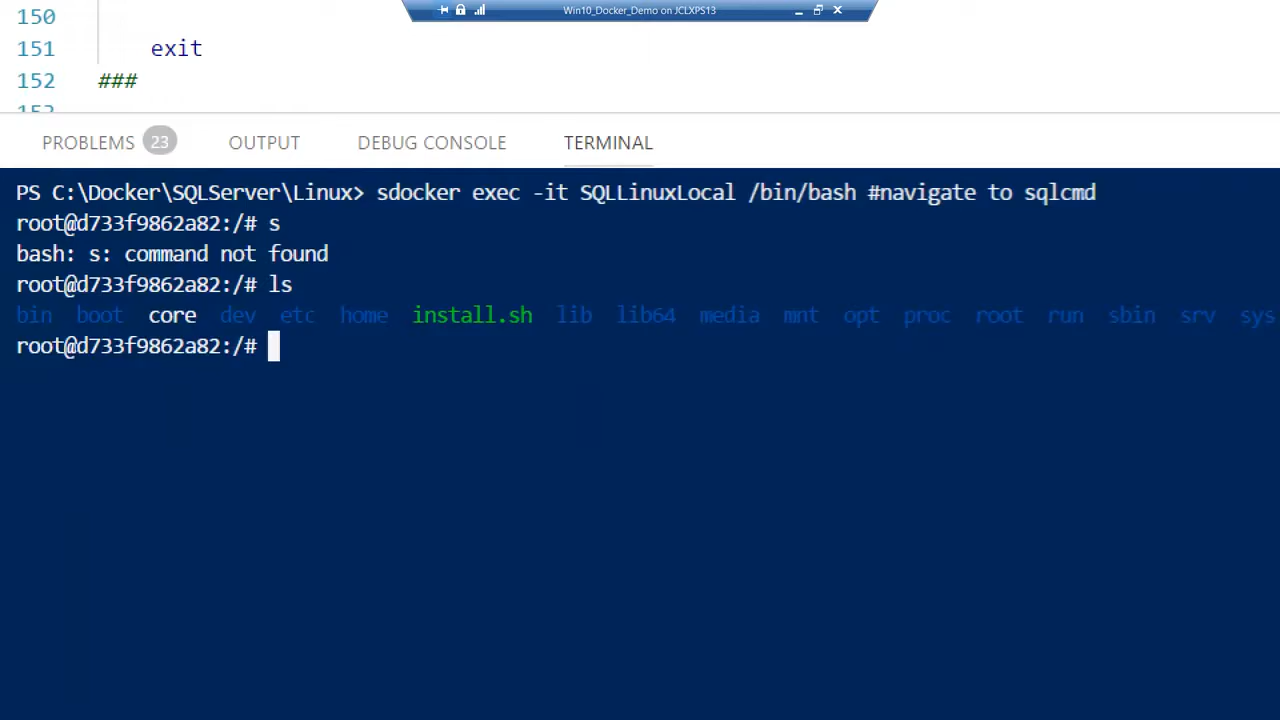 Win10_Docker_Demo on JCLXPS13
150
151 exit
152 ###
153
PROBLEMS 23 OUTPUT DEBUG CONSOLE TERMINAL
PS C:\Docker\SQLServer\Linux> sdocker exec -it SQLLinuxLocal /bin/bash #navigate to sqlcmd
root@d733f9862a82:/# s
bash: s: command not found
root@d733f9862a82:/# ls
bin boot core dev etc home install.sh lib lib64 media mnt opt proc root run sbin srv sys
root@d733f9862a82:/#